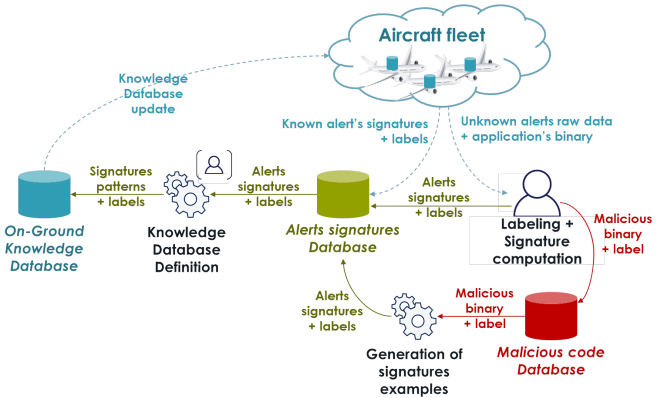 Aircraft fleet
Knowledge
Database
update
Known alert's signatures
+ labels
Unknown alerts raw data
+ application's binary
Signatures
patterns
+ labels
Alerts
signatures
+ labels
Alerts
signatures
+ labels
Malicious
binary
+ label
On-Ground
Knowledge
Database
Knowledge
Database
Definition
Alerts signatures
Database
Labeling +
Signature
computation
Alerts
signatures
+ labels
Malicious
binary
+ label
Generation of
signatures
examples
Malicious code
Database